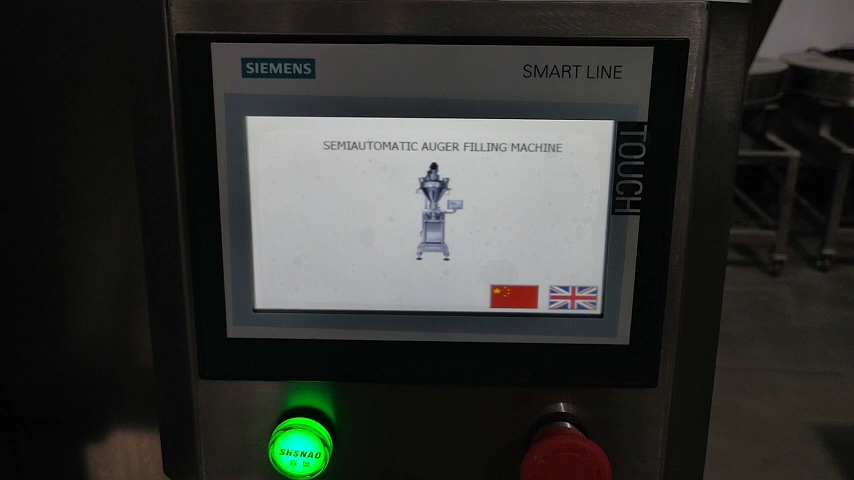 SIEMENS
SMART LINE
TOUCH
SEMIAUTOMATIC AUGER FILLING MACHINE
SHSNAO